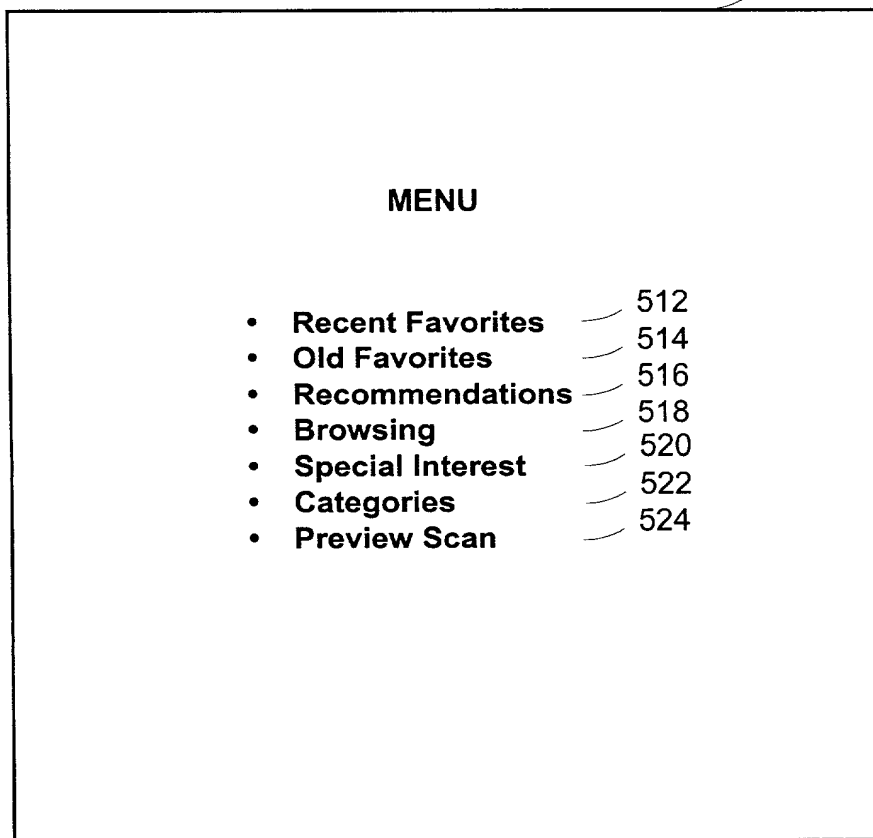 MENU
• Recent Favorites 512
• Old Favorites 514
• Recommendations 516
• Browsing 518
• Special Interest 520
• Categories 522
• Preview Scan 524